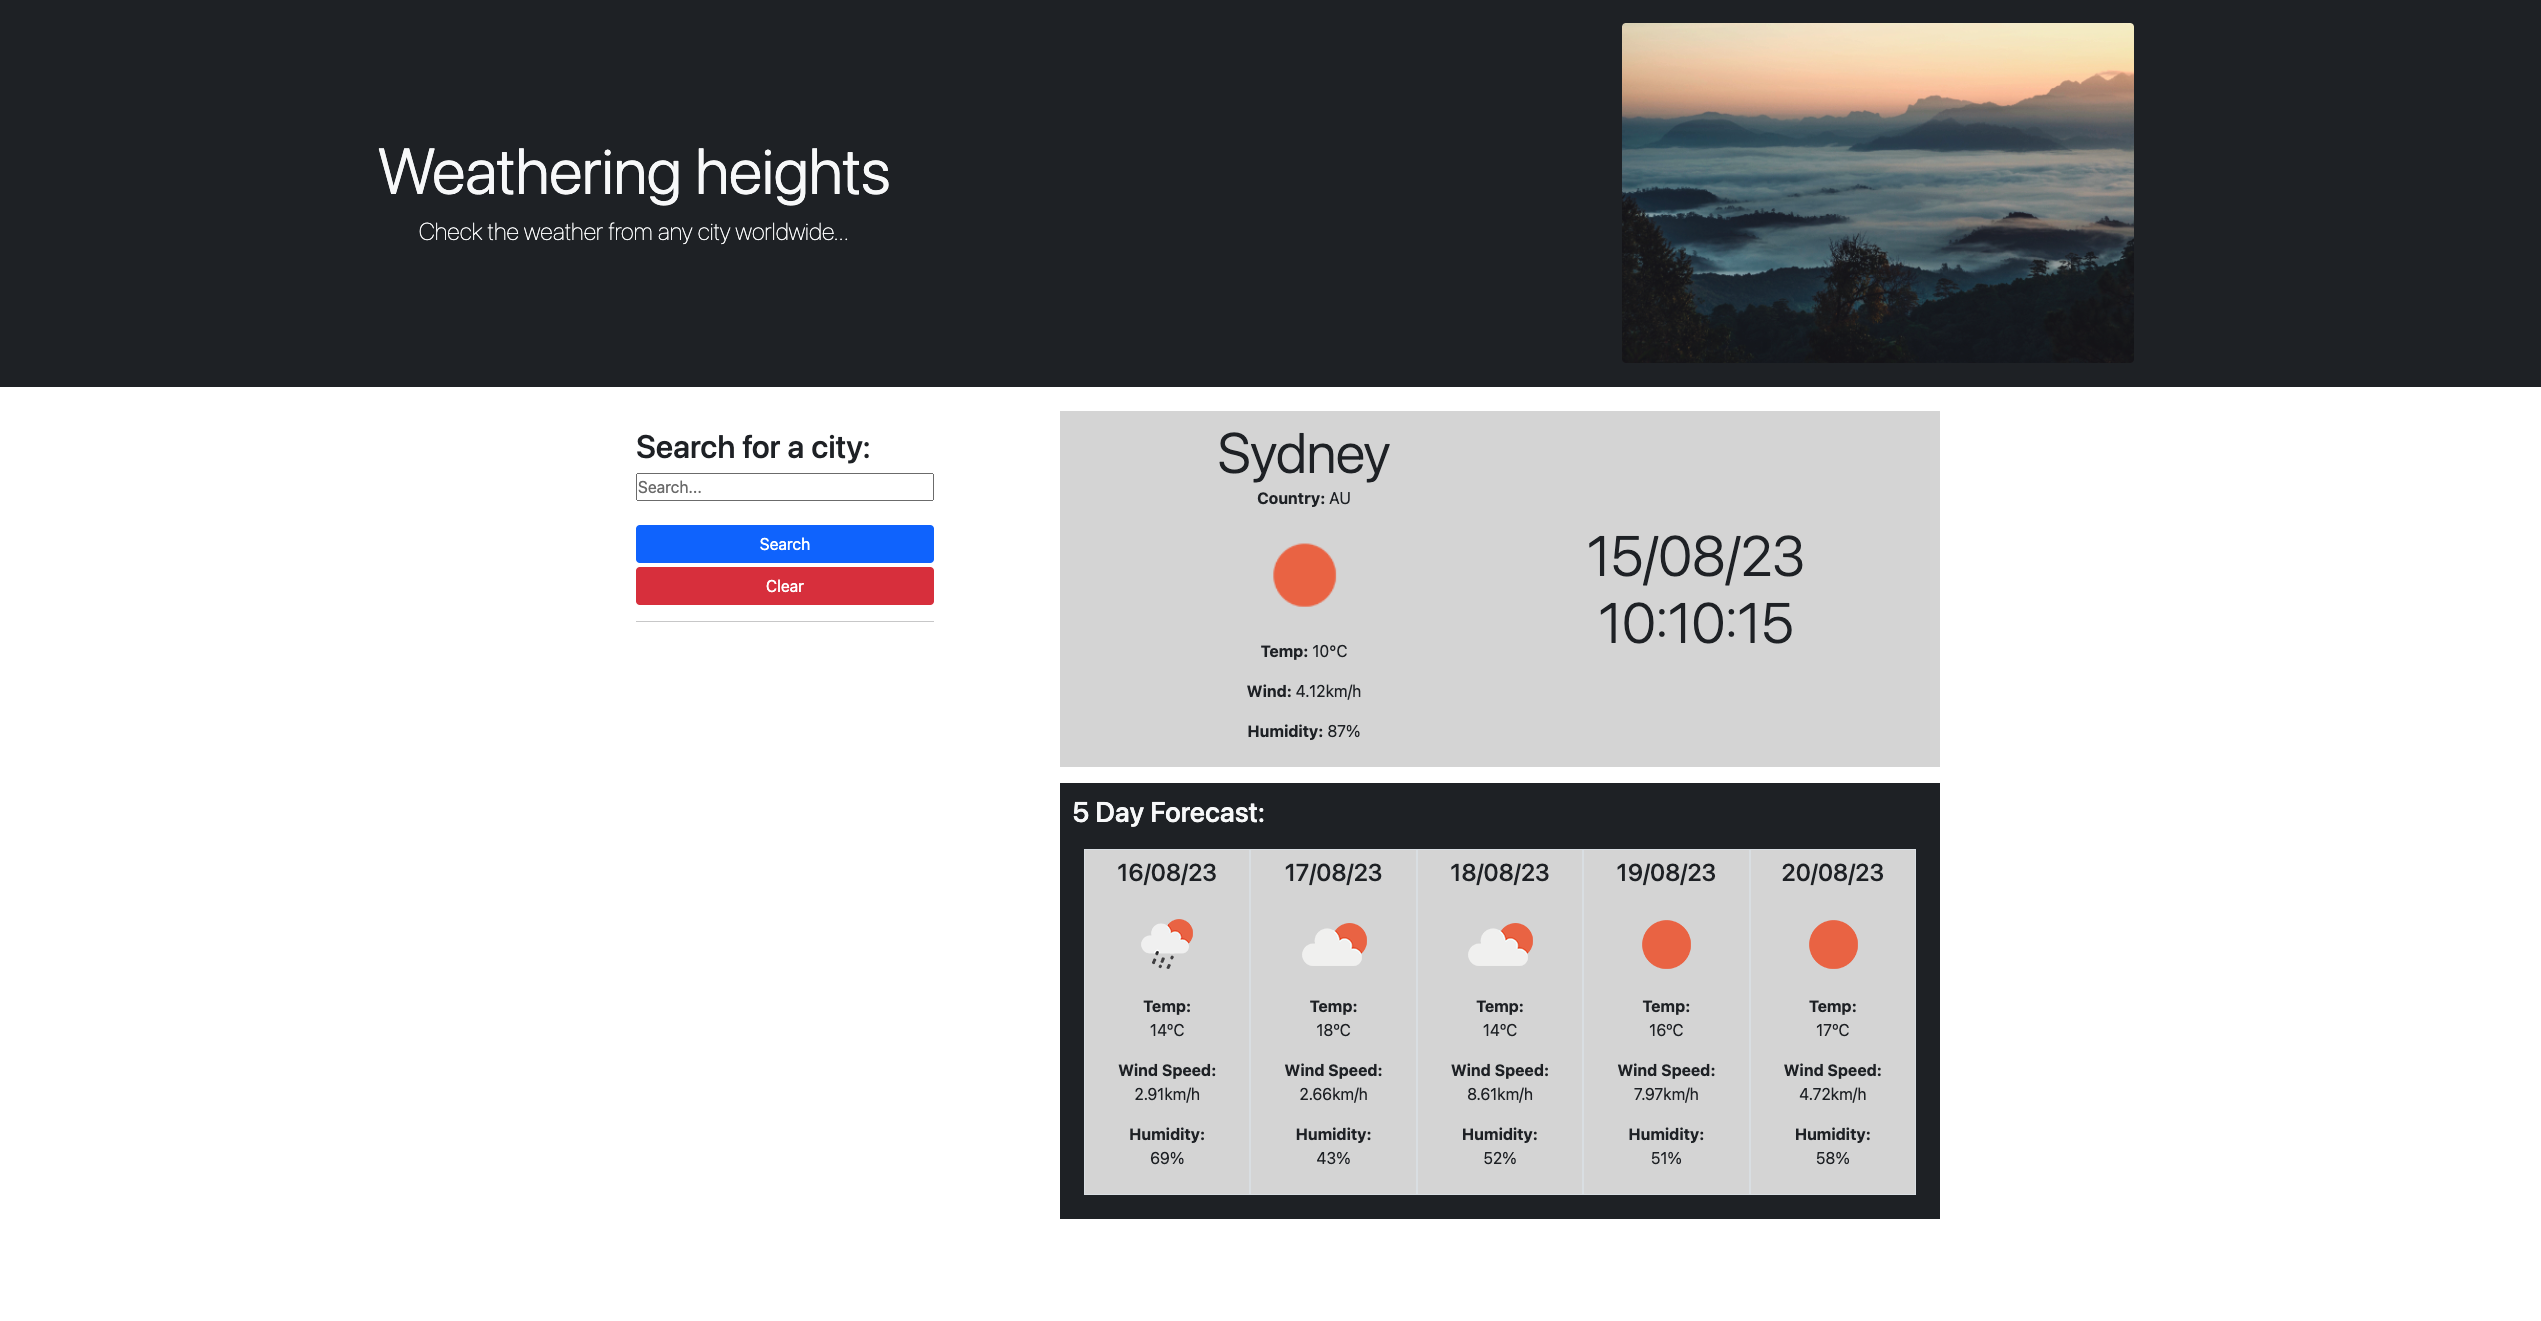 Weathering heights
Check the weather from any city worldwide...
Search for a city:
Search...
Search
Clear
Sydney
Country: AU
Temp: 10°C
Wind: 4.12km/h
Humidity: 87%
15/08/23
10:10:15
5 Day Forecast:
16/08/23
Temp:
14°C
Wind Speed:
2.91km/h
Humidity:
69%
17/08/23
Temp:
18°C
Wind Speed:
2.66km/h
Humidity:
43%
18/08/23
Temp:
14°C
Wind Speed:
8.61km/h
Humidity:
52%
19/08/23
Temp:
16°C
Wind Speed:
7.97km/h
Humidity:
51%
20/08/23
Temp:
17°C
Wind Speed:
4.72km/h
Humidity:
58%